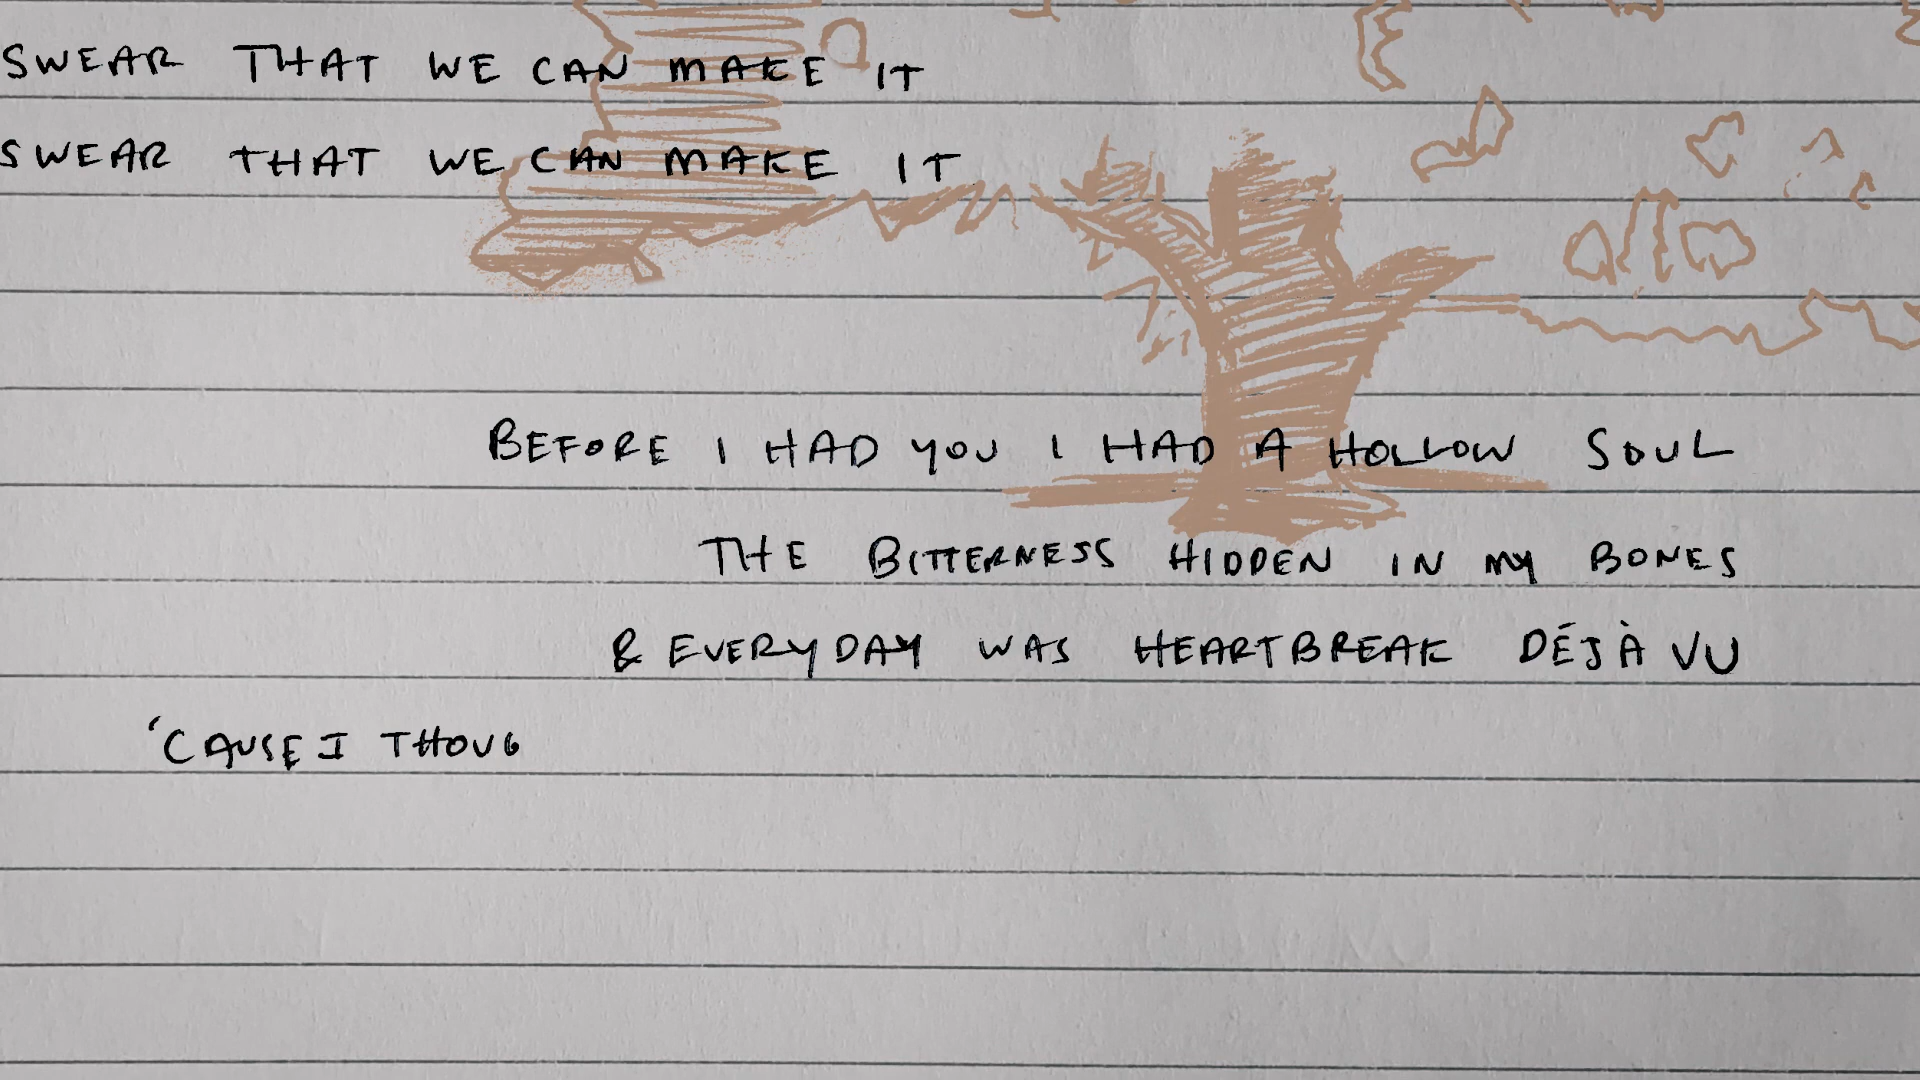 SWEAR THAT WE CAN MAKE IT
SWEAR THAT WE CAN MAKE IT
BEFORE I HAD YOU I HAD A HOLLOW SOUL
THE BITTERNESS HIDDEN IN MY BONES
& EVERYDAY WAS HEARTBREAK DÉJÀ VU
'CAUSE I THOUG